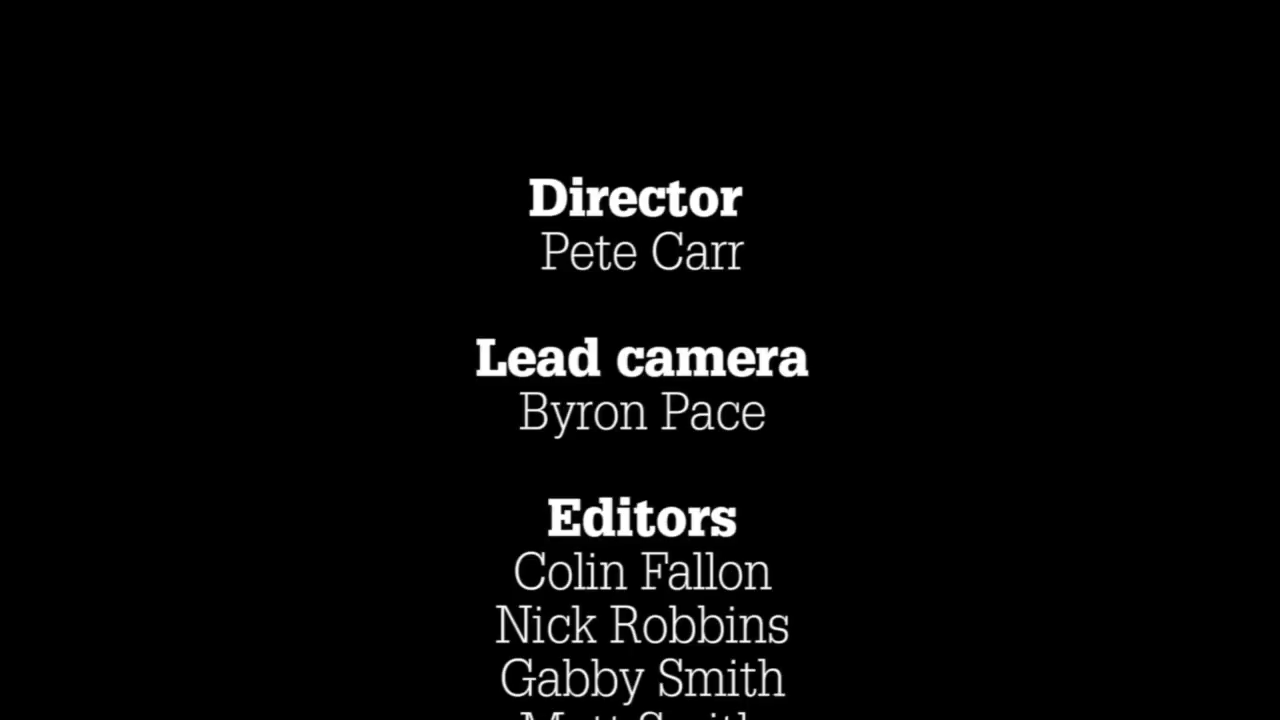 Director
Pete Carr
Lead camera
Byron Pace
Editors
Colin Fallon
Nick Robbins
Gabby Smith